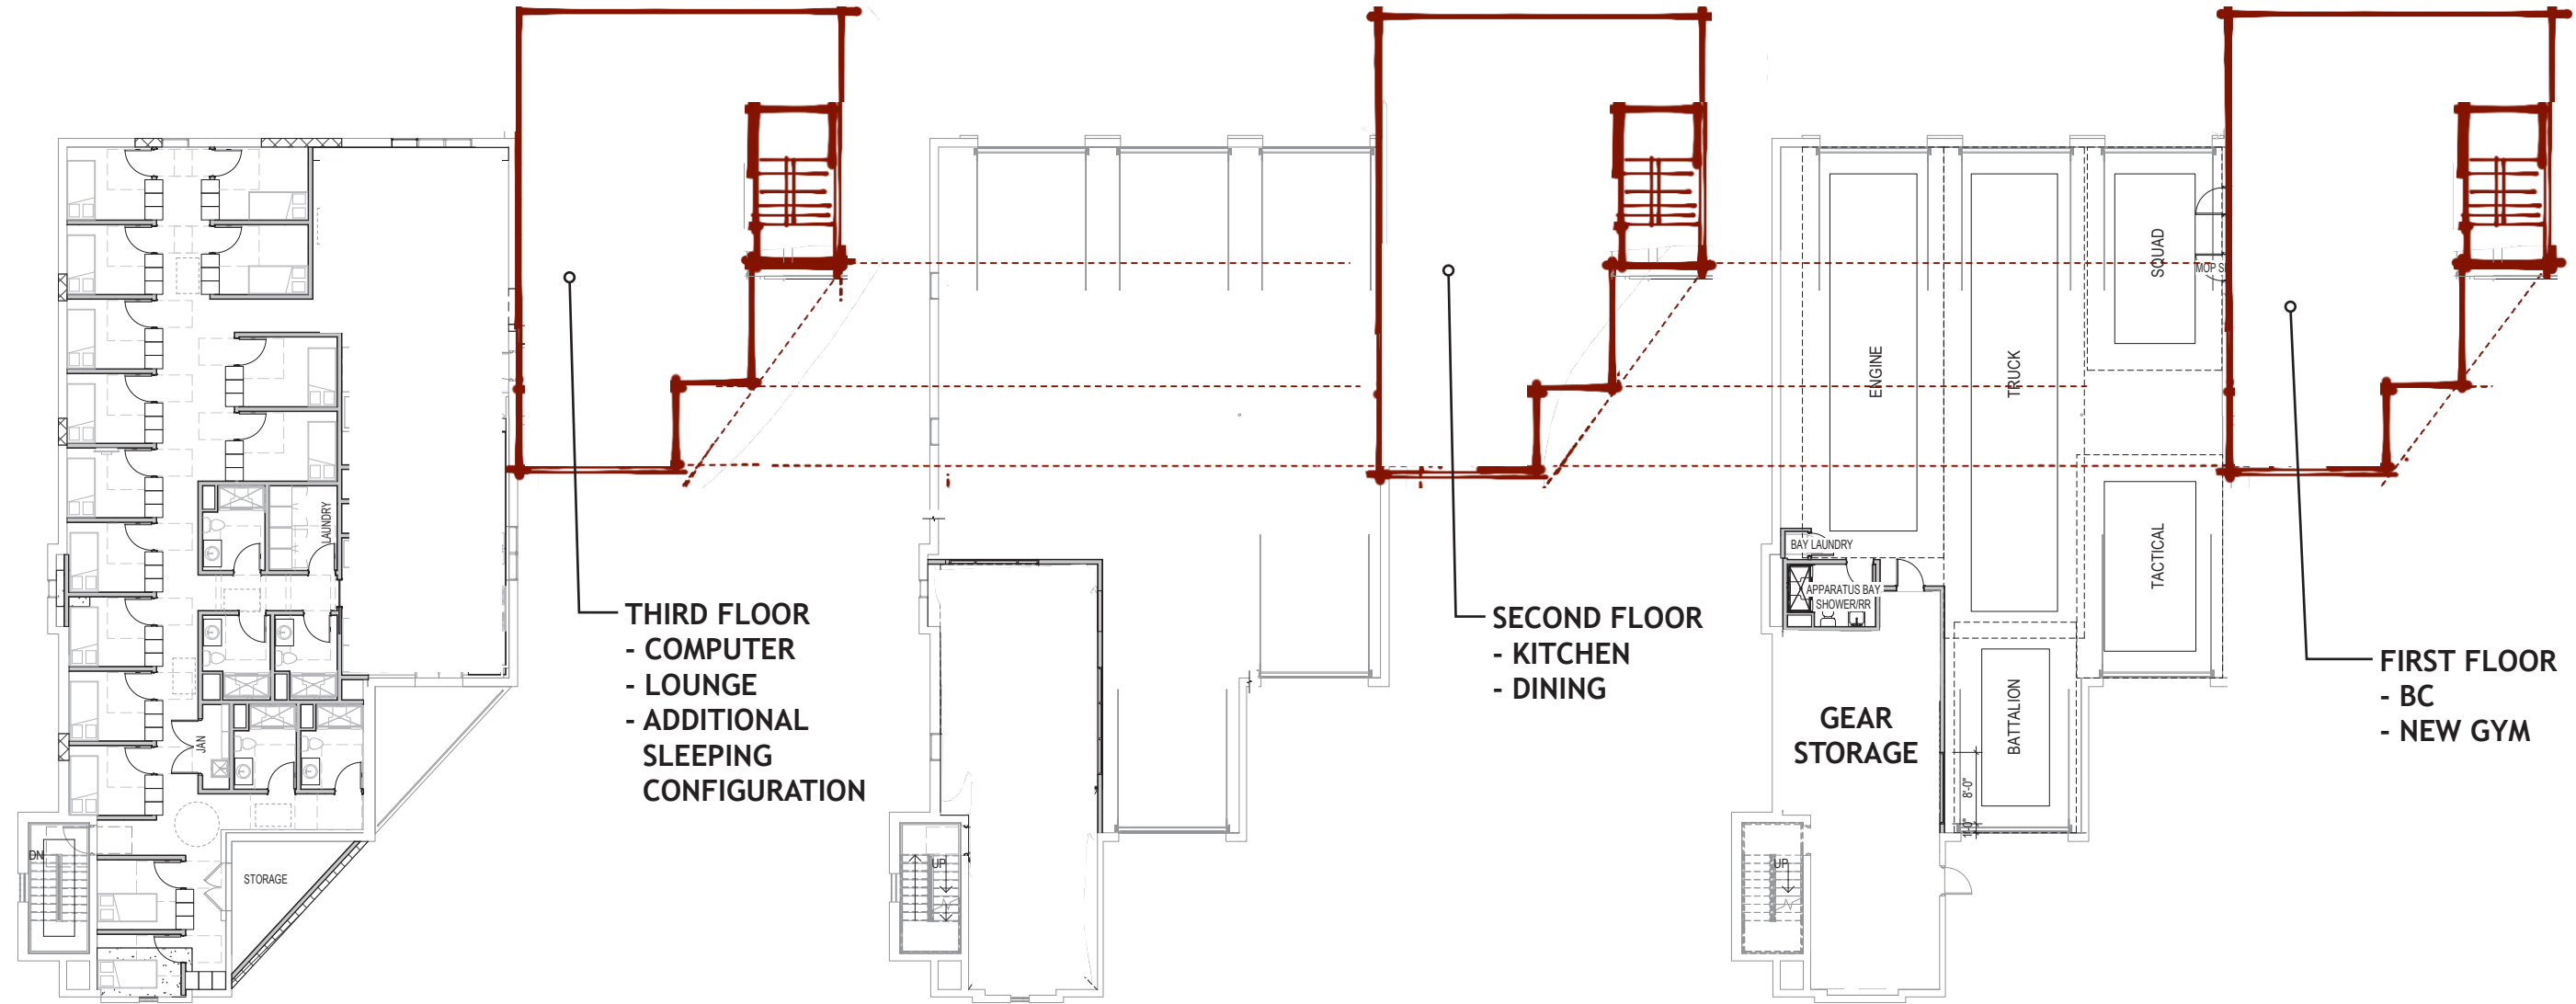 LAUNDRY
JAN
DN
STORAGE
THIRD FLOOR
- COMPUTER
- LOUNGE
- ADDITIONAL
SLEEPING
CONFIGURATION
UP
SECOND FLOOR
- KITCHEN
- DINING
ENGINE
TRUCK
SQUAD
MOP S
TACTICAL
BAY LAUNDRY
APPARATUS BAY
SHOWER/RR
GEAR
STORAGE
BATTALION
8'-0"
1'-0"
UP
FIRST FLOOR
- BC
- NEW GYM